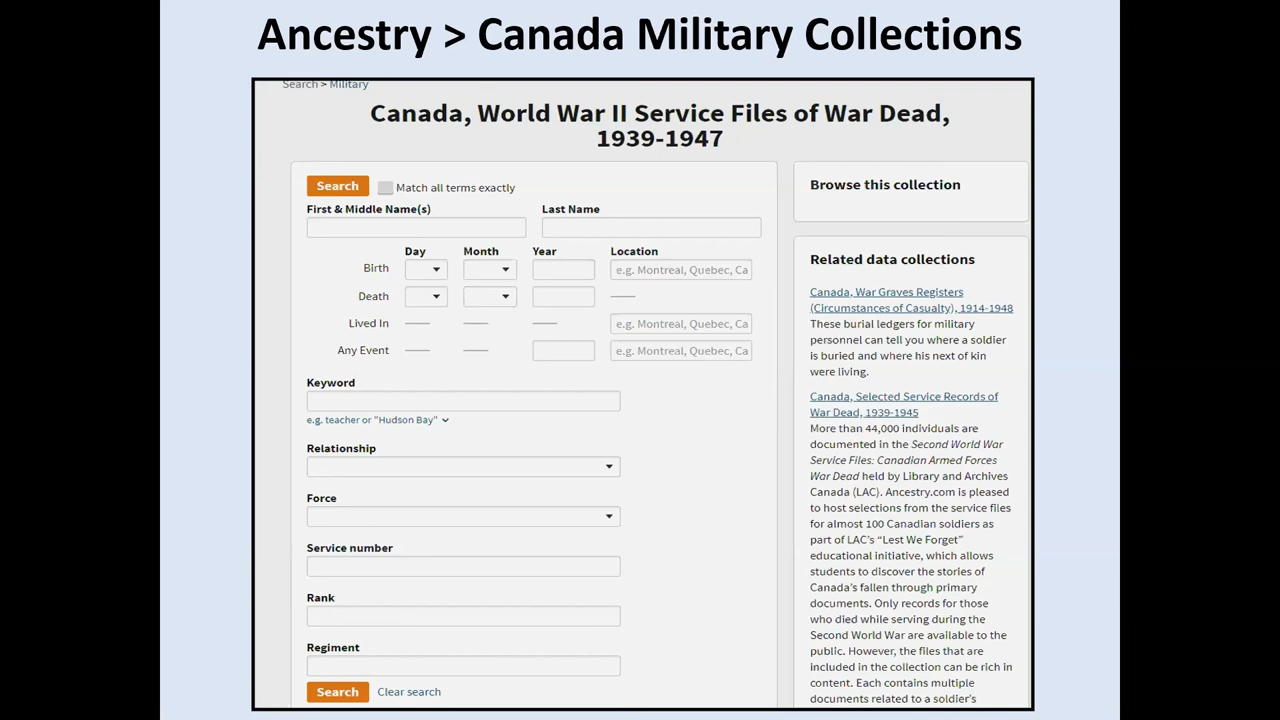 Ancestry > Canada Military Collections
Search > Military
Canada, World War II Service Files of War Dead,
1939-1947
Search
Match all terms exactly
First & Middle Name(s)
Last Name
Day
Month
Year
Location
Birth
e.g. Montreal, Quebec, Ca
Death
Lived In
e.g. Montreal, Quebec, Ca
Any Event
e.g. Montreal, Quebec, Ca
Keyword
e.g. teacher or "Hudson Bay"
Relationship
Force
Service number
Rank
Regiment
Search
Clear search
Browse this collection
Related data collections
Canada, War Graves Registers
(Circumstances of Casualty), 1914-1948
These burial ledgers for military
personnel can tell you where a soldier
is buried and where his next of kin
were living.
Canada, Selected Service Records of
War Dead, 1939-1945
More than 44,000 individuals are
documented in the Second World War
Service Files: Canadian Armed Forces
War Dead held by Library and Archives
Canada (LAC). Ancestry.com is pleased
to host selections from the service files
for almost 100 Canadian soldiers as
part of LAC's “Lest We Forget”
educational initiative, which allows
students to discover the stories of
Canada's fallen through primary
documents. Only records for those
who died while serving during the
Second World War are available to the
public. However, the files that are
included in the collection can be rich in
content. Each contains multiple
documents related to a soldier's